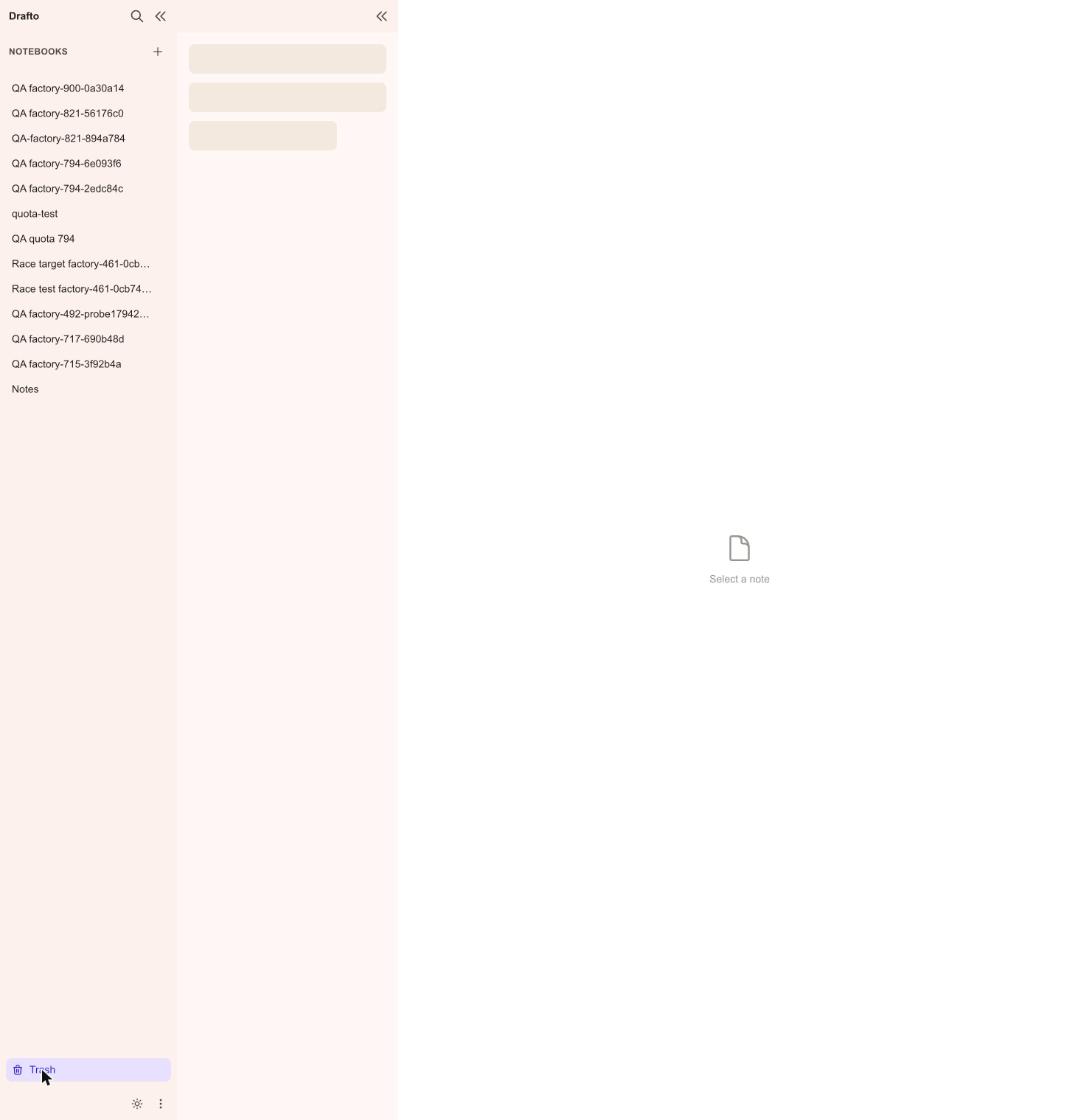 Drafto
NOTEBOOKS
QA factory-900-0a30a14
QA factory-821-56176c0
QA-factory-821-894a784
QA factory-794-6e093f6
QA factory-794-2edc84c
quota-test
QA quota 794
Race target factory-461-0cb...
Race test factory-461-0cb74...
QA factory-492-probe17942...
QA factory-717-690b48d
QA factory-715-3f92b4a
Notes
Select a note
Trash